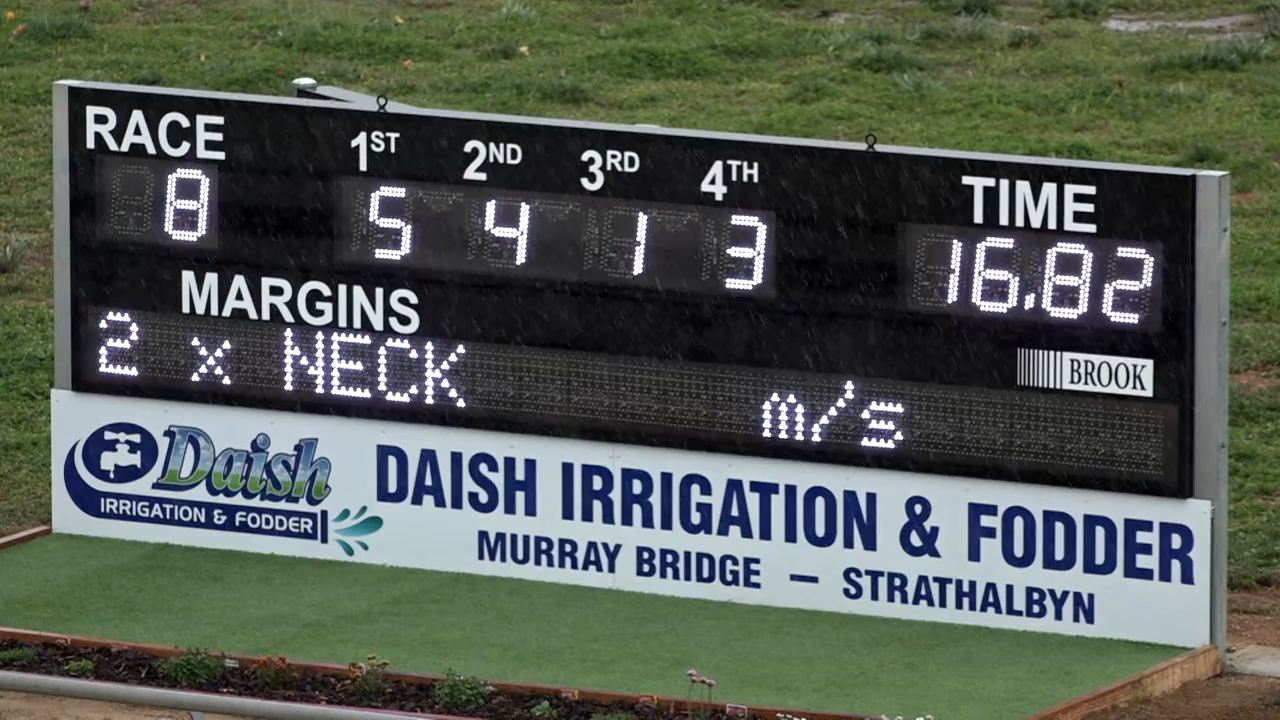 RACE 1ST 2ND 3RD 4TH TIME
8 5 4 1 3 16.82
MARGINS
2 x NECK m/s
BROOK
Daish
IRRIGATION & FODDER
DAISH IRRIGATION & FODDER
MURRAY BRIDGE – STRATHALBYN